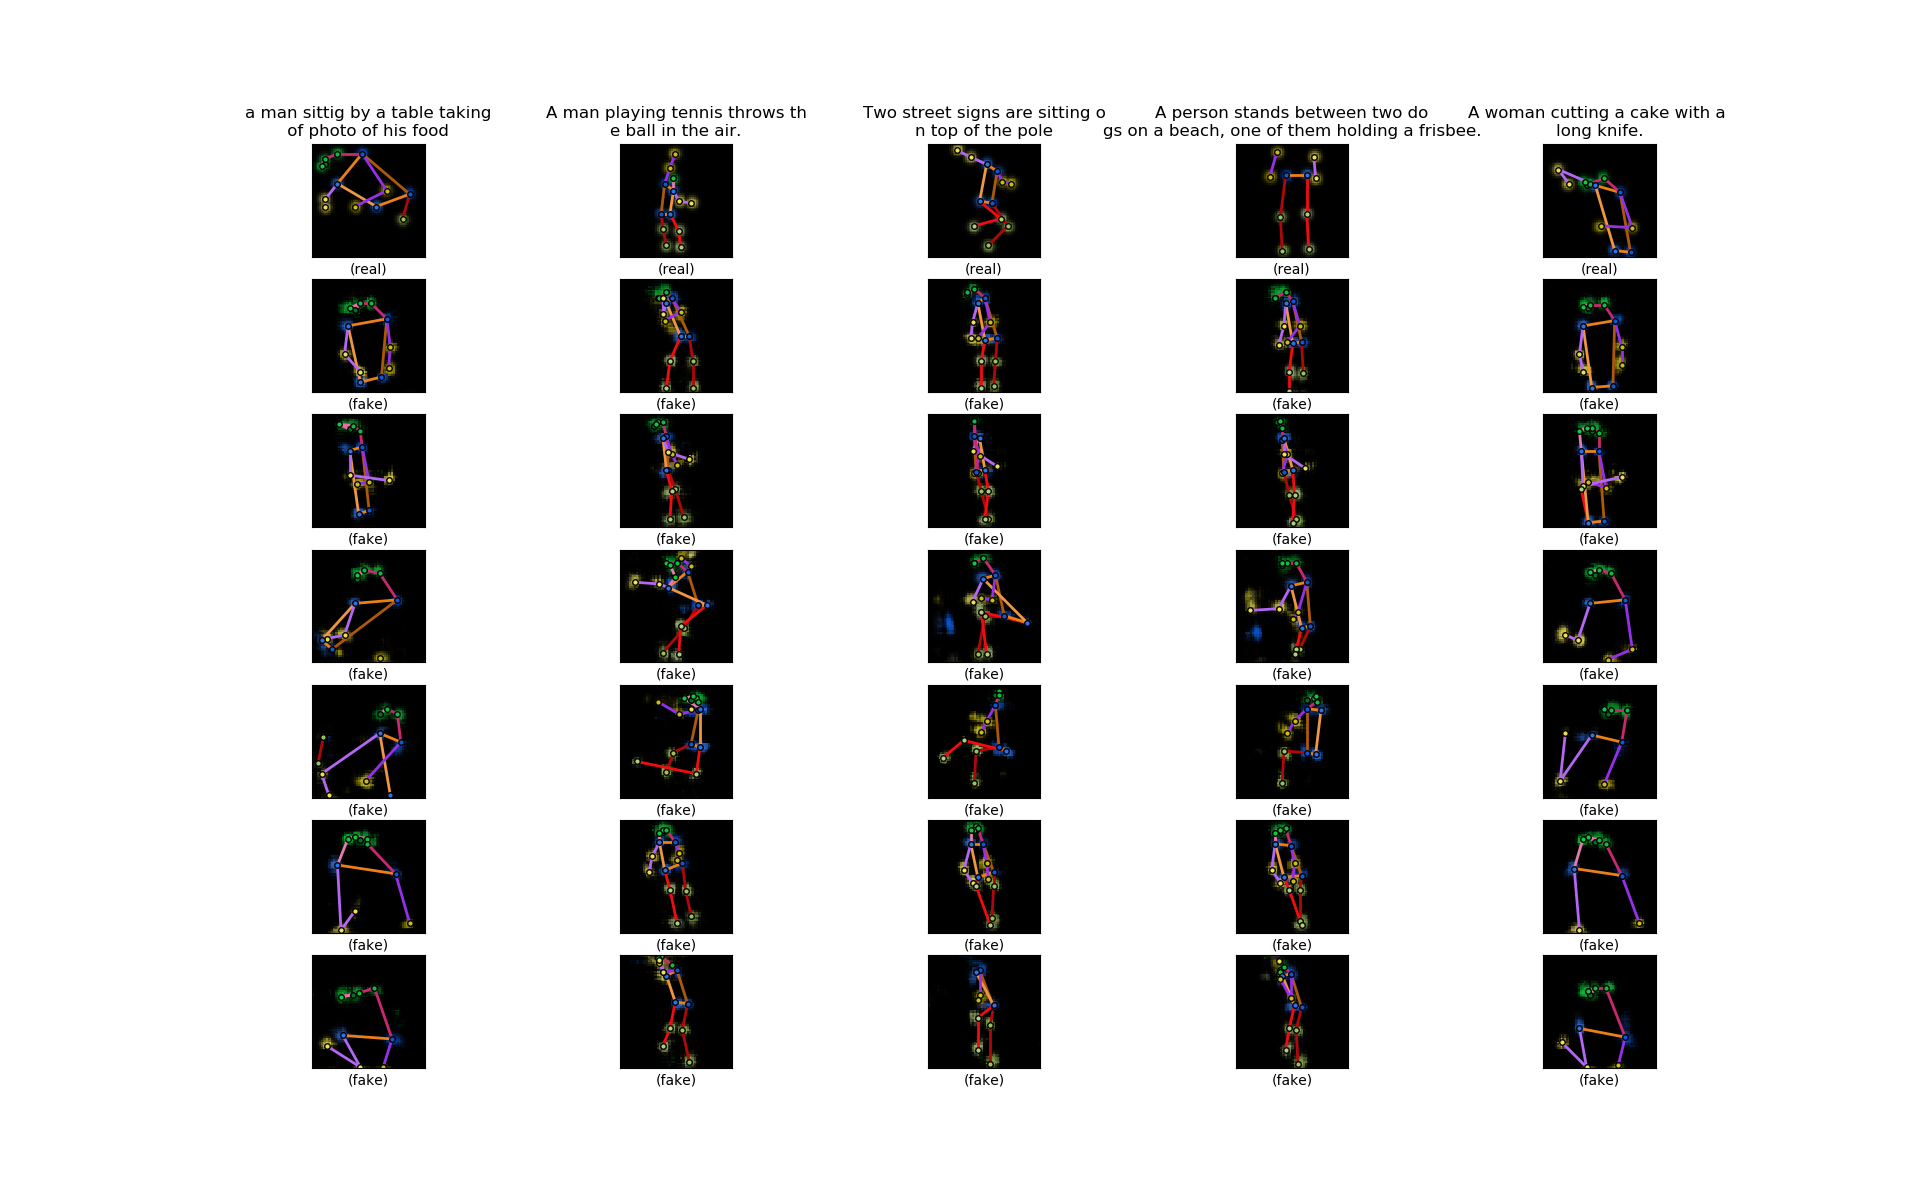 a man sittig by a table taking
of photo of his food
A man playing tennis throws th
e ball in the air.
Two street signs are sitting o
n top of the pole
A person stands between two do
gs on a beach, one of them holding a frisbee.
A woman cutting a cake with a
long knife.
(real) (real) (real) (real) (real)
(fake) (fake) (fake) (fake) (fake)
(fake) (fake) (fake) (fake) (fake)
(fake) (fake) (fake) (fake) (fake)
(fake) (fake) (fake) (fake) (fake)
(fake) (fake) (fake) (fake) (fake)
(fake) (fake) (fake) (fake) (fake)